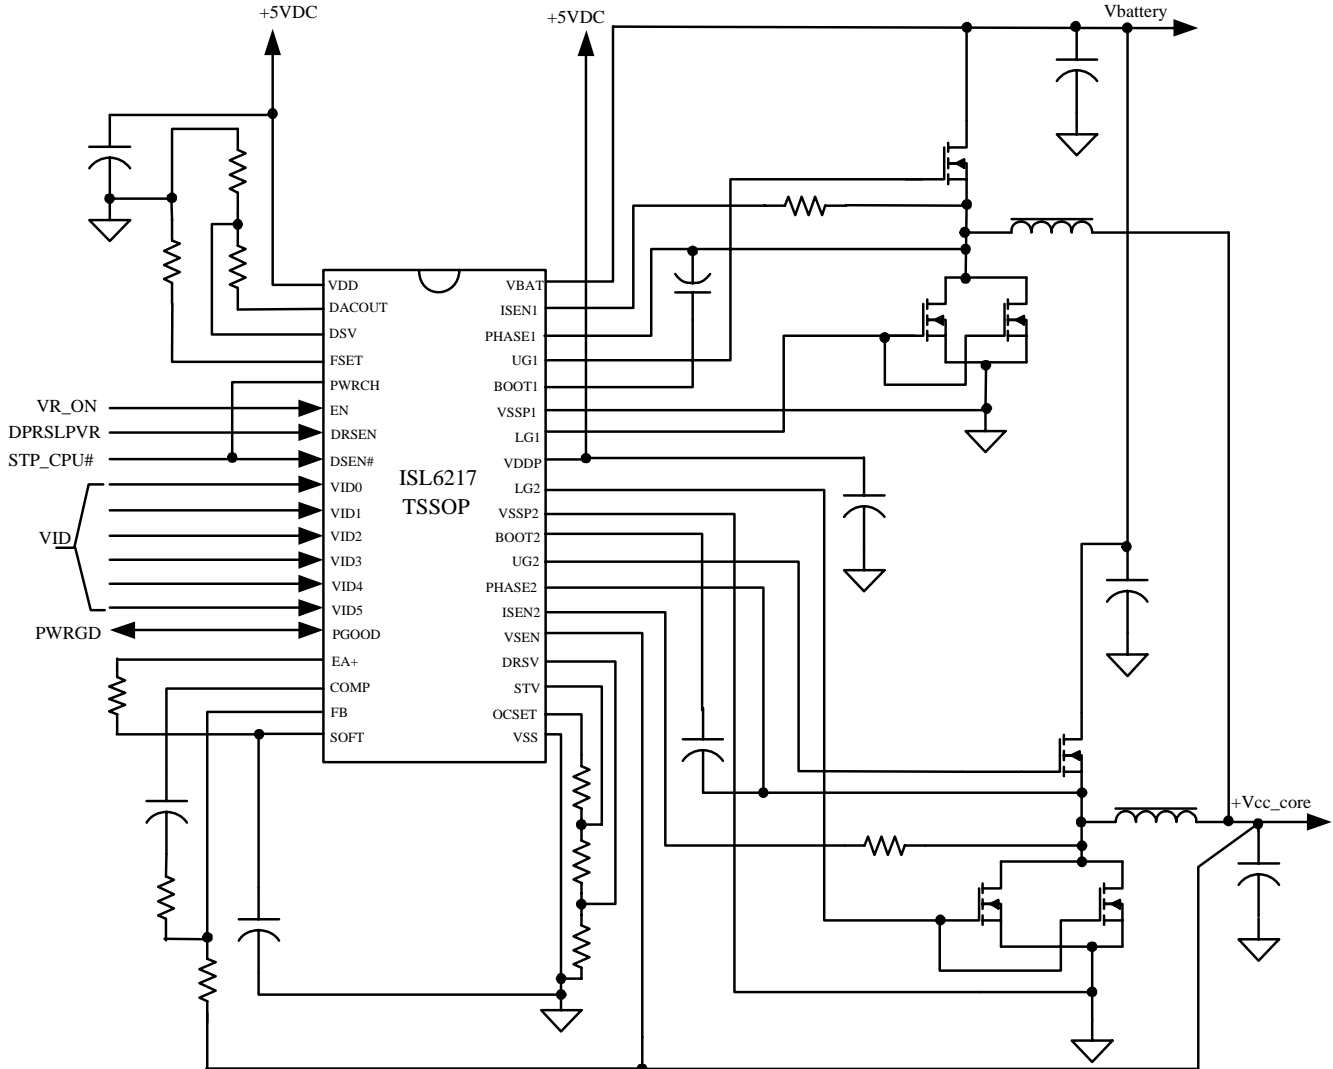 +5VDC
+5VDC
Vbattery
VDD
DACOUT
DSV
FSET
PWRCH
EN
DRSEN
DSEN#
VID0
VID1
VID2
VID3
VID4
VID5
PGOOD
EA+
COMP
FB
SOFT
VR_ON
DPRSLPVR
STP_CPU#
VID
PWRGD
ISL6217
TSSOP
VBAT
ISEN1
PHASE1
UG1
BOOT1
VSSP1
LG1
VDDP
LG2
VSSP2
BOOT2
UG2
PHASE2
ISEN2
VSEN
DRSV
STV
OCSET
VSS
+Vcc_core